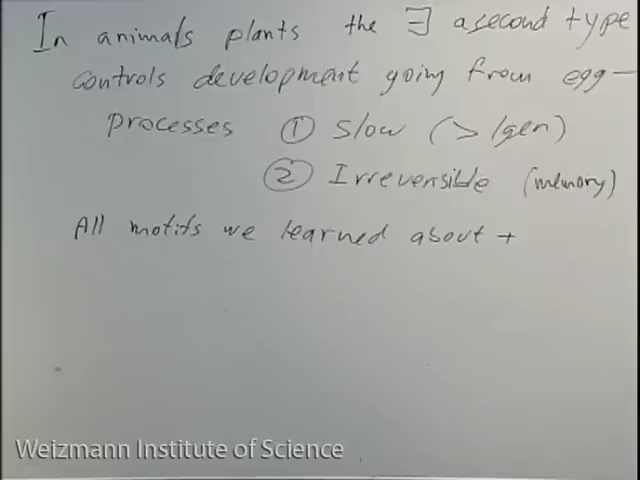 In animals plants the ∃ a second type
controls development going from egg —
processes ① Slow (> 1gen)
② Irrevensible (memory)
All motifs we learned about +
Weizmann Institute of Science